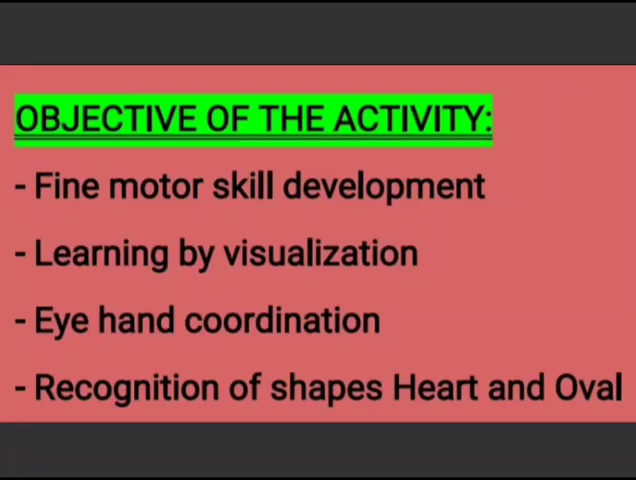 OBJECTIVE OF THE ACTIVITY:
- Fine motor skill development
- Learning by visualization
- Eye hand coordination
- Recognition of shapes Heart and Oval